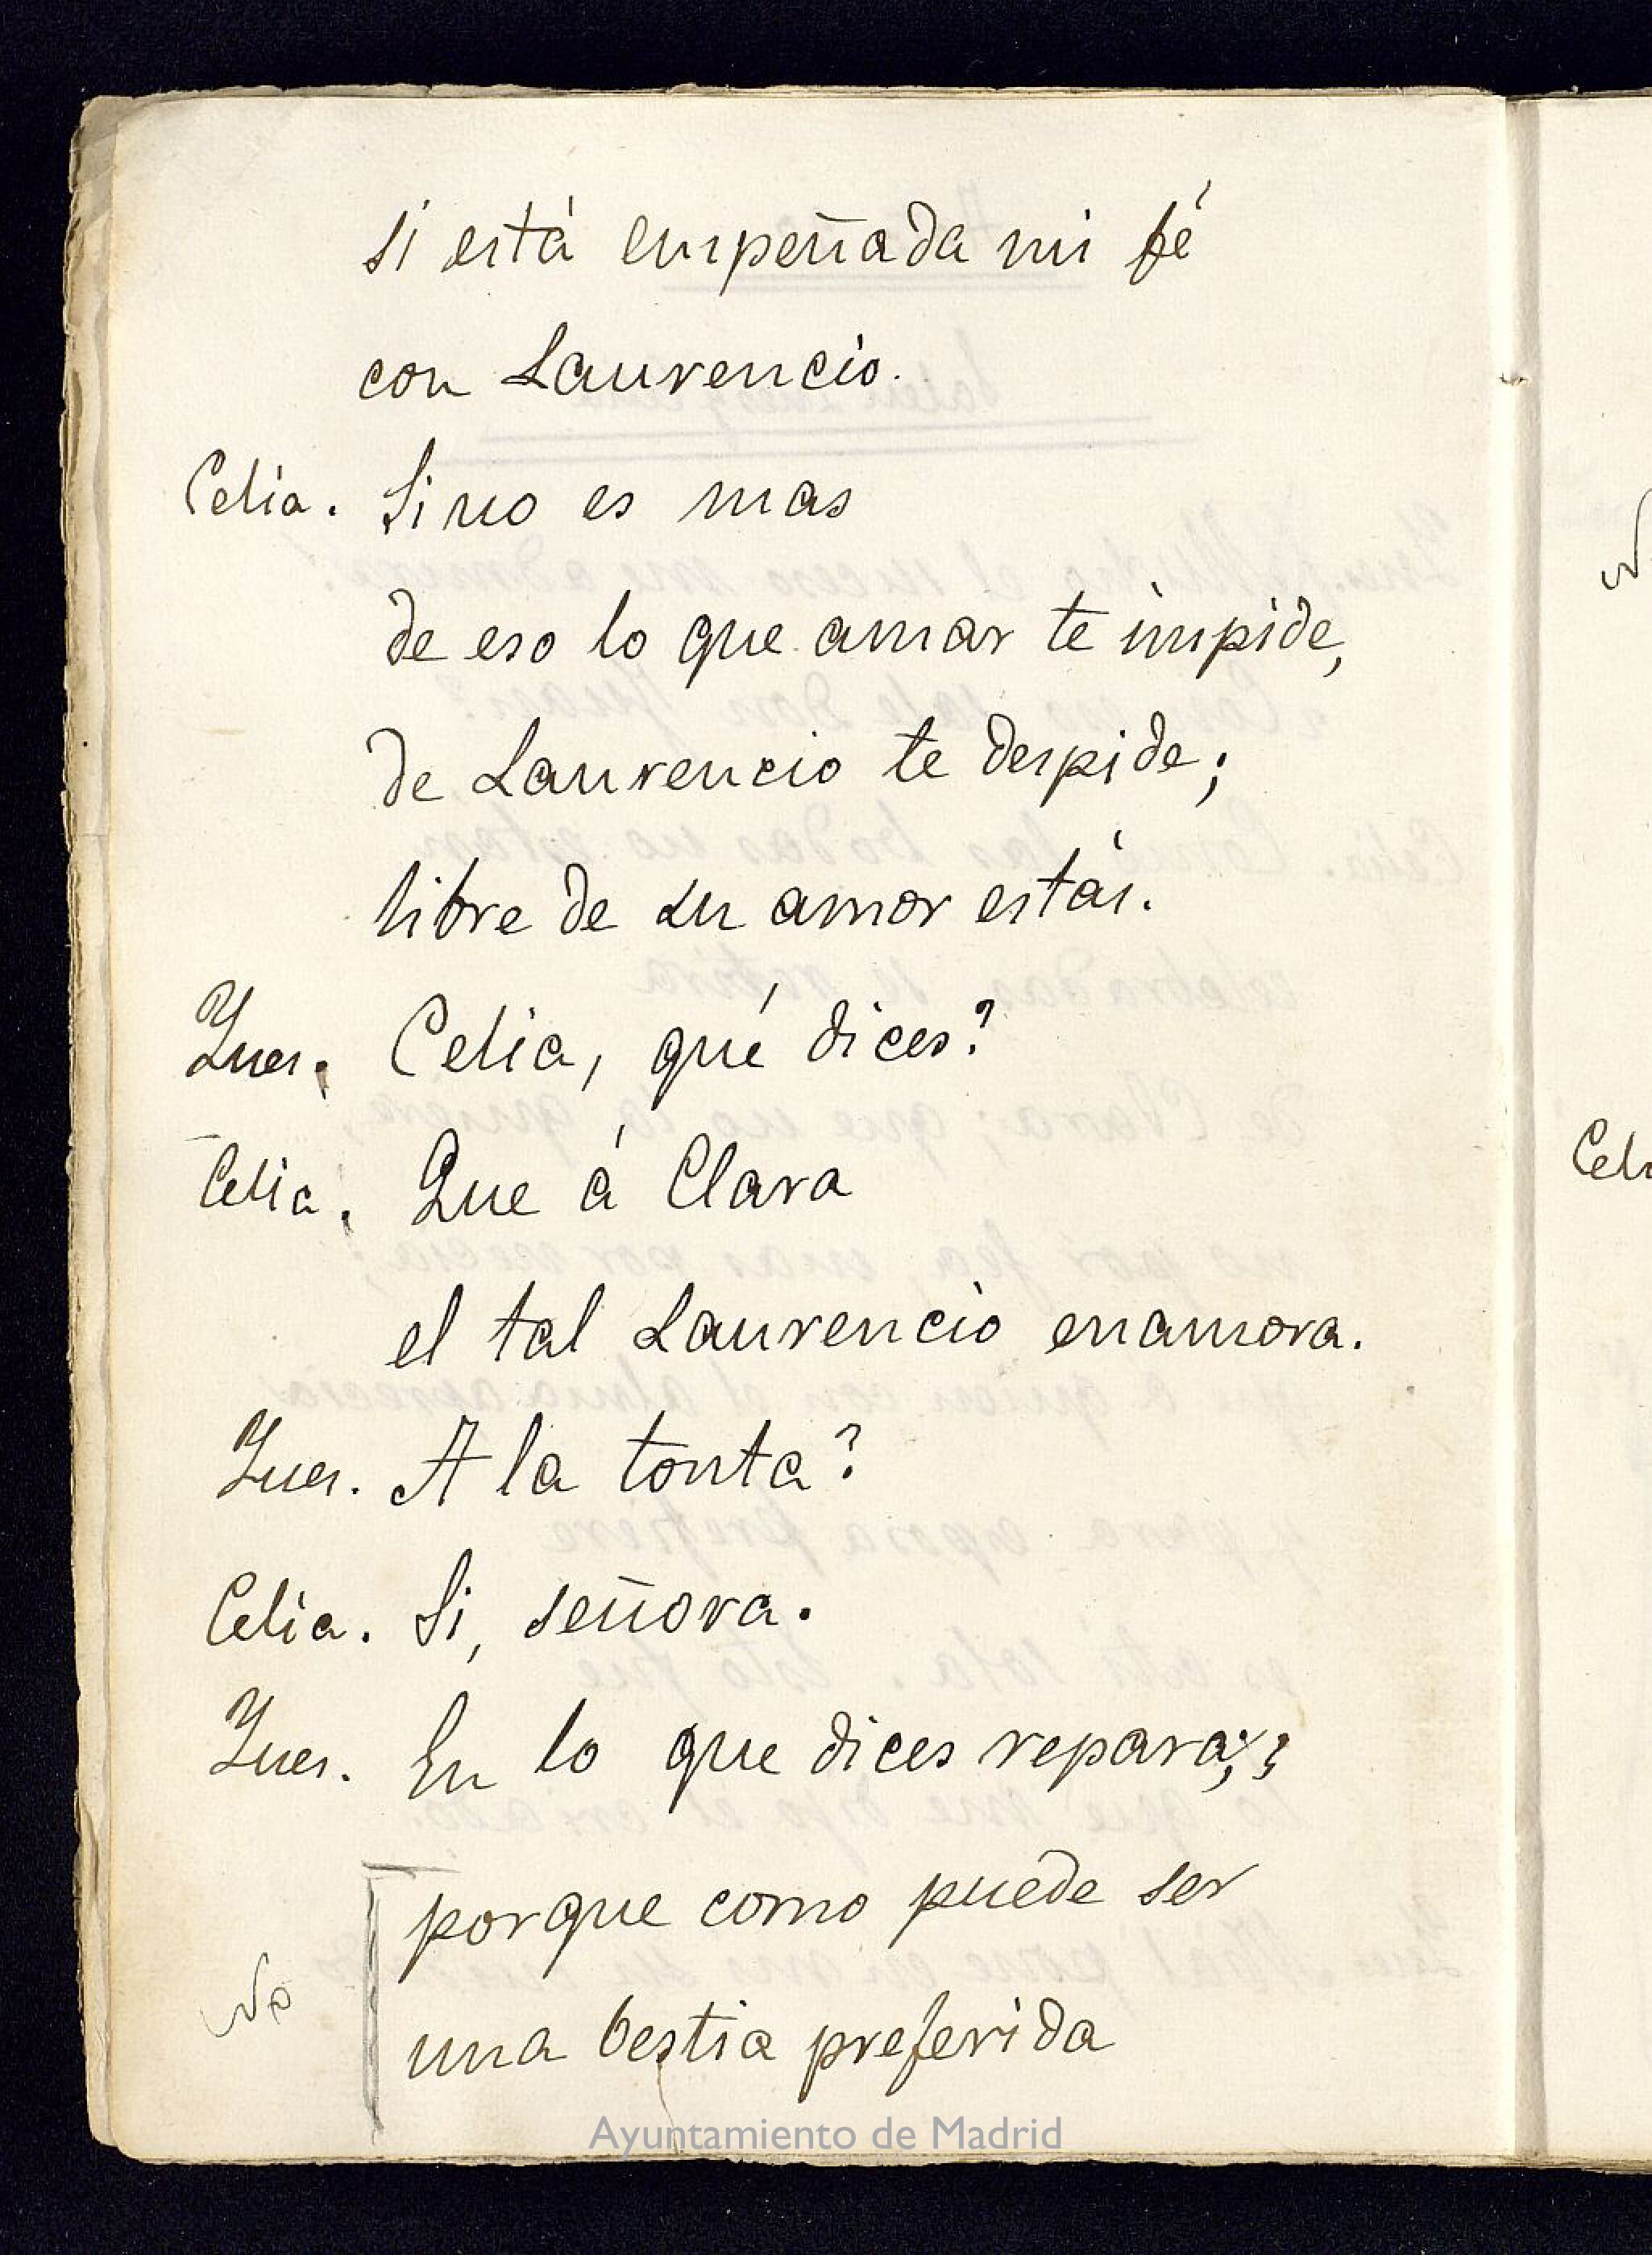 si está empeñada mi fé
con Laurencio.
Celia. Si no es mas
de eso lo que amar te impide,
de Laurencio te despide;
libre de su amor estás.
Ines. Celia, qué dices?
Celia. Que á Clara
el tal Laurencio enamora.
Ines. A la tonta?
Celia. Si, señora.
Ines. En lo que dices repara;
porque como puede ser
No
una bestia preferida
Ayuntamiento de Madrid